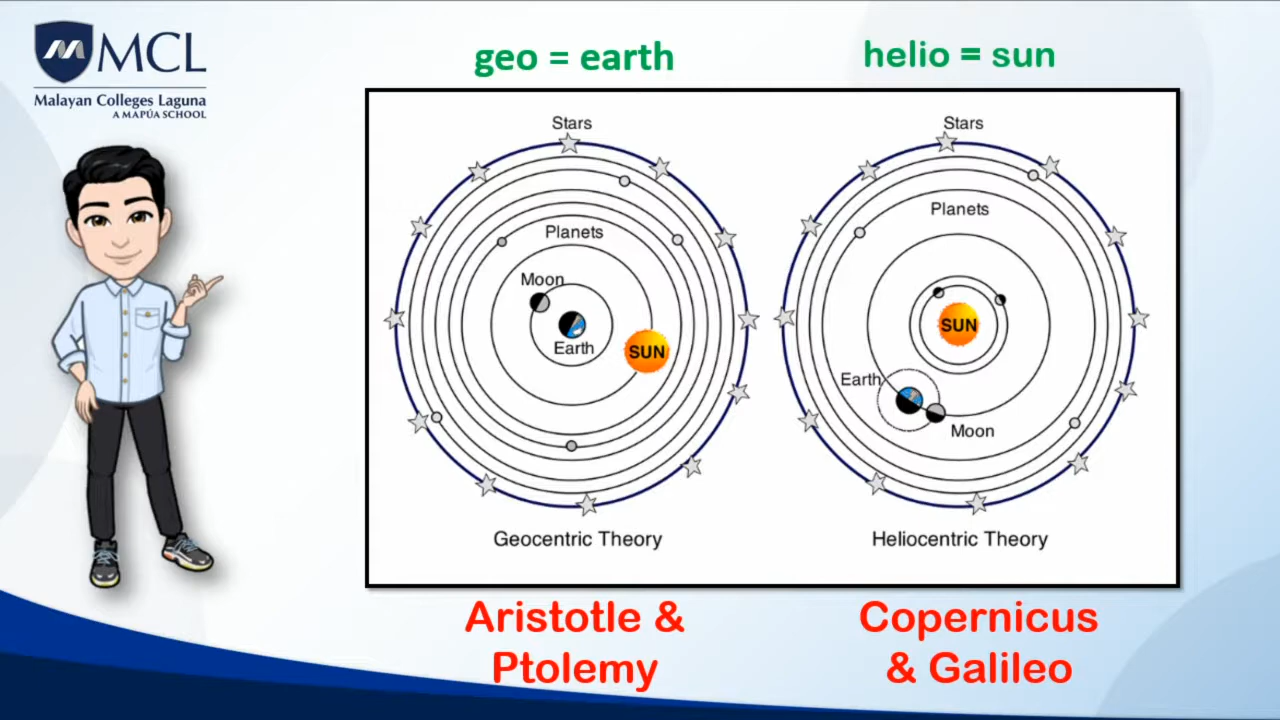 MCL
Malayan Colleges Laguna
A MAPÚA SCHOOL
geo = earth
helio = sun
Stars
Planets
Moon
Earth
SUN
Geocentric Theory
Stars
Planets
SUN
Earth
Moon
Heliocentric Theory
Aristotle &
Ptolemy
Copernicus
& Galileo